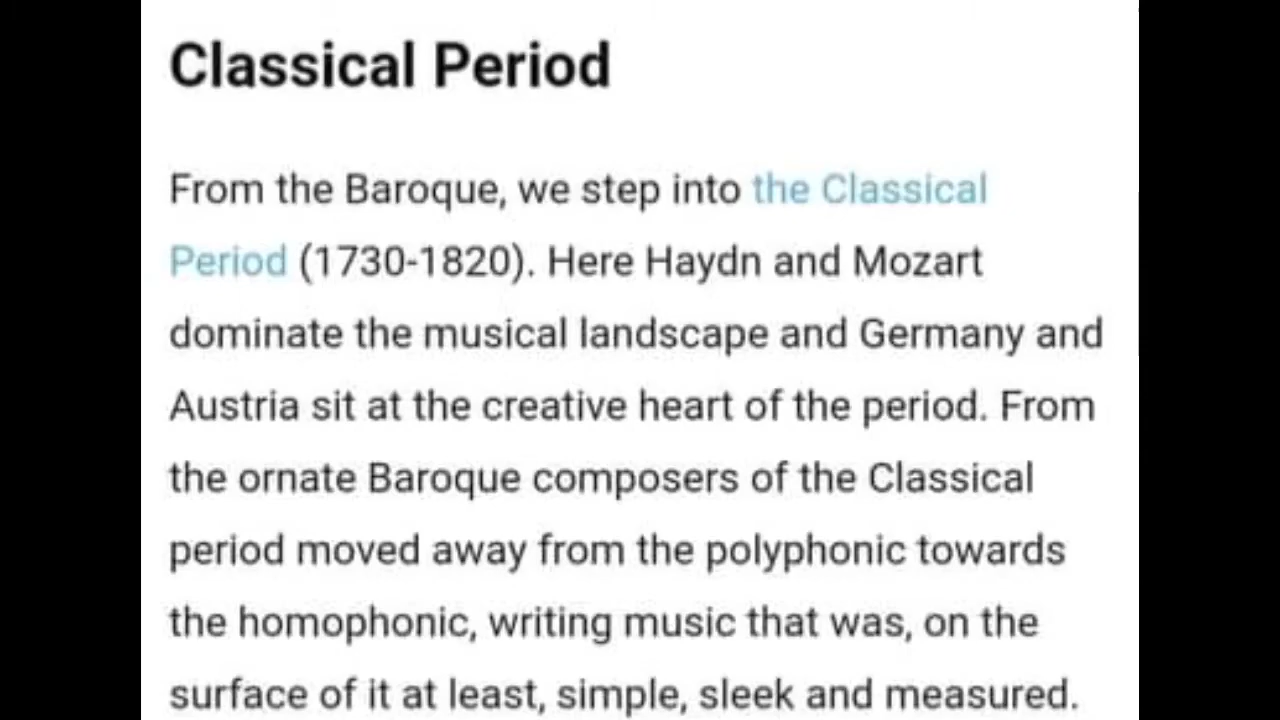 Classical Period
From the Baroque, we step into the Classical
Period (1730-1820). Here Haydn and Mozart
dominate the musical landscape and Germany and
Austria sit at the creative heart of the period. From
the ornate Baroque composers of the Classical
period moved away from the polyphonic towards
the homophonic, writing music that was, on the
surface of it at least, simple, sleek and measured.